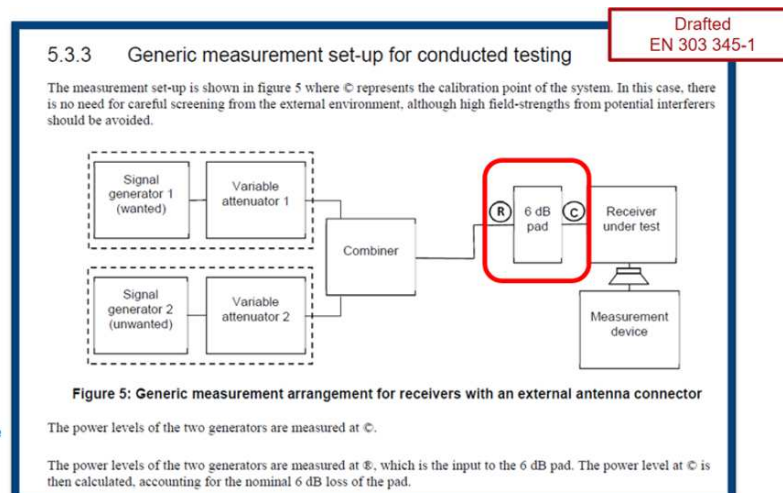 Drafted
EN 303 345-1
5.3.3 Generic measurement set-up for conducted testing
The measurement set-up is shown in figure 5 where © represents the calibration point of the system. In this case, there
is no need for careful screening from the external environment, although high field-strengths from potential interferers
should be avoided.
Signal
generator 1
(wanted)
Variable
attenuator 1
Combiner
R
6 dB
pad
C
Receiver
under test
Signal
generator 2
(unwanted)
Variable
attenuator 2
Measurement
device
Figure 5: Generic measurement arrangement for receivers with an external antenna connector
The power levels of the two generators are measured at ©.
The power levels of the two generators are measured at ®, which is the input to the 6 dB pad. The power level at © is
then calculated, accounting for the nominal 6 dB loss of the pad.